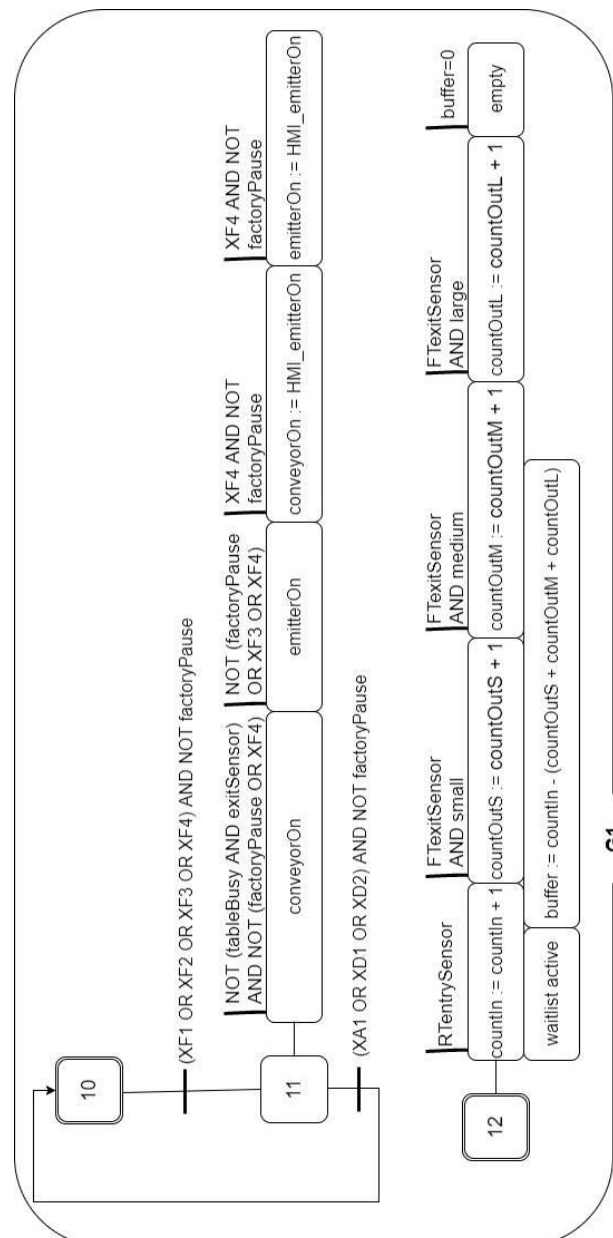 10
(XF1 OR XF2 OR XF3 OR XF4) AND NOT factoryPause
11
NOT (tableBusy AND exitSensor)
AND NOT (factoryPause OR XF4)
conveyorOn
NOT (factoryPause
OR XF3 OR XF4)
emitterOn
XF4 AND NOT
factoryPause
conveyorOn := HMI_emitterOn
XF4 AND NOT
factoryPause
emitterOn := HMI_emitterOn
(XA1 OR XD1 OR XD2) AND NOT factoryPause
12
RTentrySensor
countIn := countIn + 1
FTexitSensor
AND small
countOutS := countOutS + 1
FTexitSensor
AND medium
countOutM := countOutM + 1
FTexitSensor
AND large
countOutL := countOutL + 1
buffer=0
empty
waitlist active
buffer := countIn - (countOutS + countOutM + countOutL)
G1